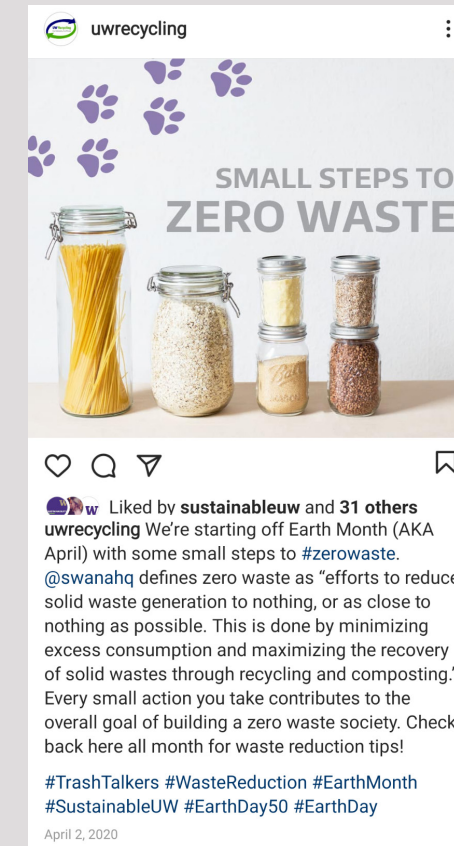 uwrecycling
SMALL STEPS TO
ZERO WASTE
Ball
MASON
W Liked by sustainableuw and 31 others
uwrecycling We’re starting off Earth Month (AKA
April) with some small steps to #zerowaste.
@swanahq defines zero waste as “efforts to reduce
solid waste generation to nothing, or as close to
nothing as possible. This is done by minimizing
excess consumption and maximizing the recovery
of solid wastes through recycling and composting.”
Every small action you take contributes to the
overall goal of building a zero waste society. Check
back here all month for waste reduction tips!
#TrashTalkers #WasteReduction #EarthMonth
#SustainableUW #EarthDay50 #EarthDay
April 2, 2020